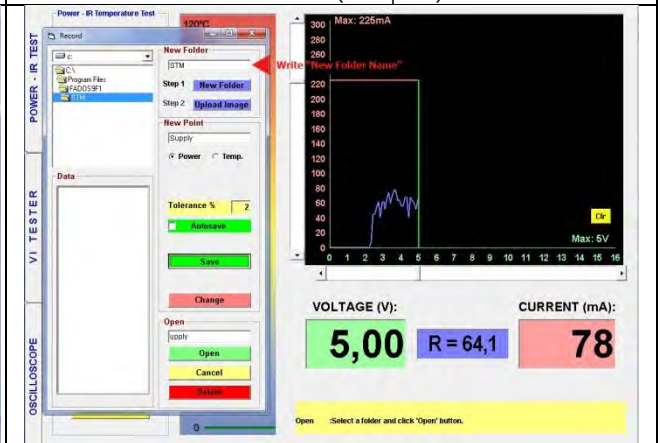 Power - IR Temperature Test
120°C
POWER - IR TEST
VI TESTER
OSCILLOSCOPE
Record
c:
C:\
Program Files
FADOS9F1
STM
Data
New Folder
STM
Write "New Folder Name"
Step 1 New Folder
Step 2 Upload Image
New Point
Supply
Power Temp.
Tolerance % 2
Autosave
Save
Change
Open
upply
Open
Cancel
Delete
0
Max: 225mA
300
280
260
220
200
180
160
140
120
100
80
60
40
20
0
Clr
Max: 5V
0 1 2 3 4 5 6 7 8 9 10 11 12 13 14 15 16
VOLTAGE (V): CURRENT (mA):
5,00 R = 64,1 78
Open :Select a folder and click 'Open' button.